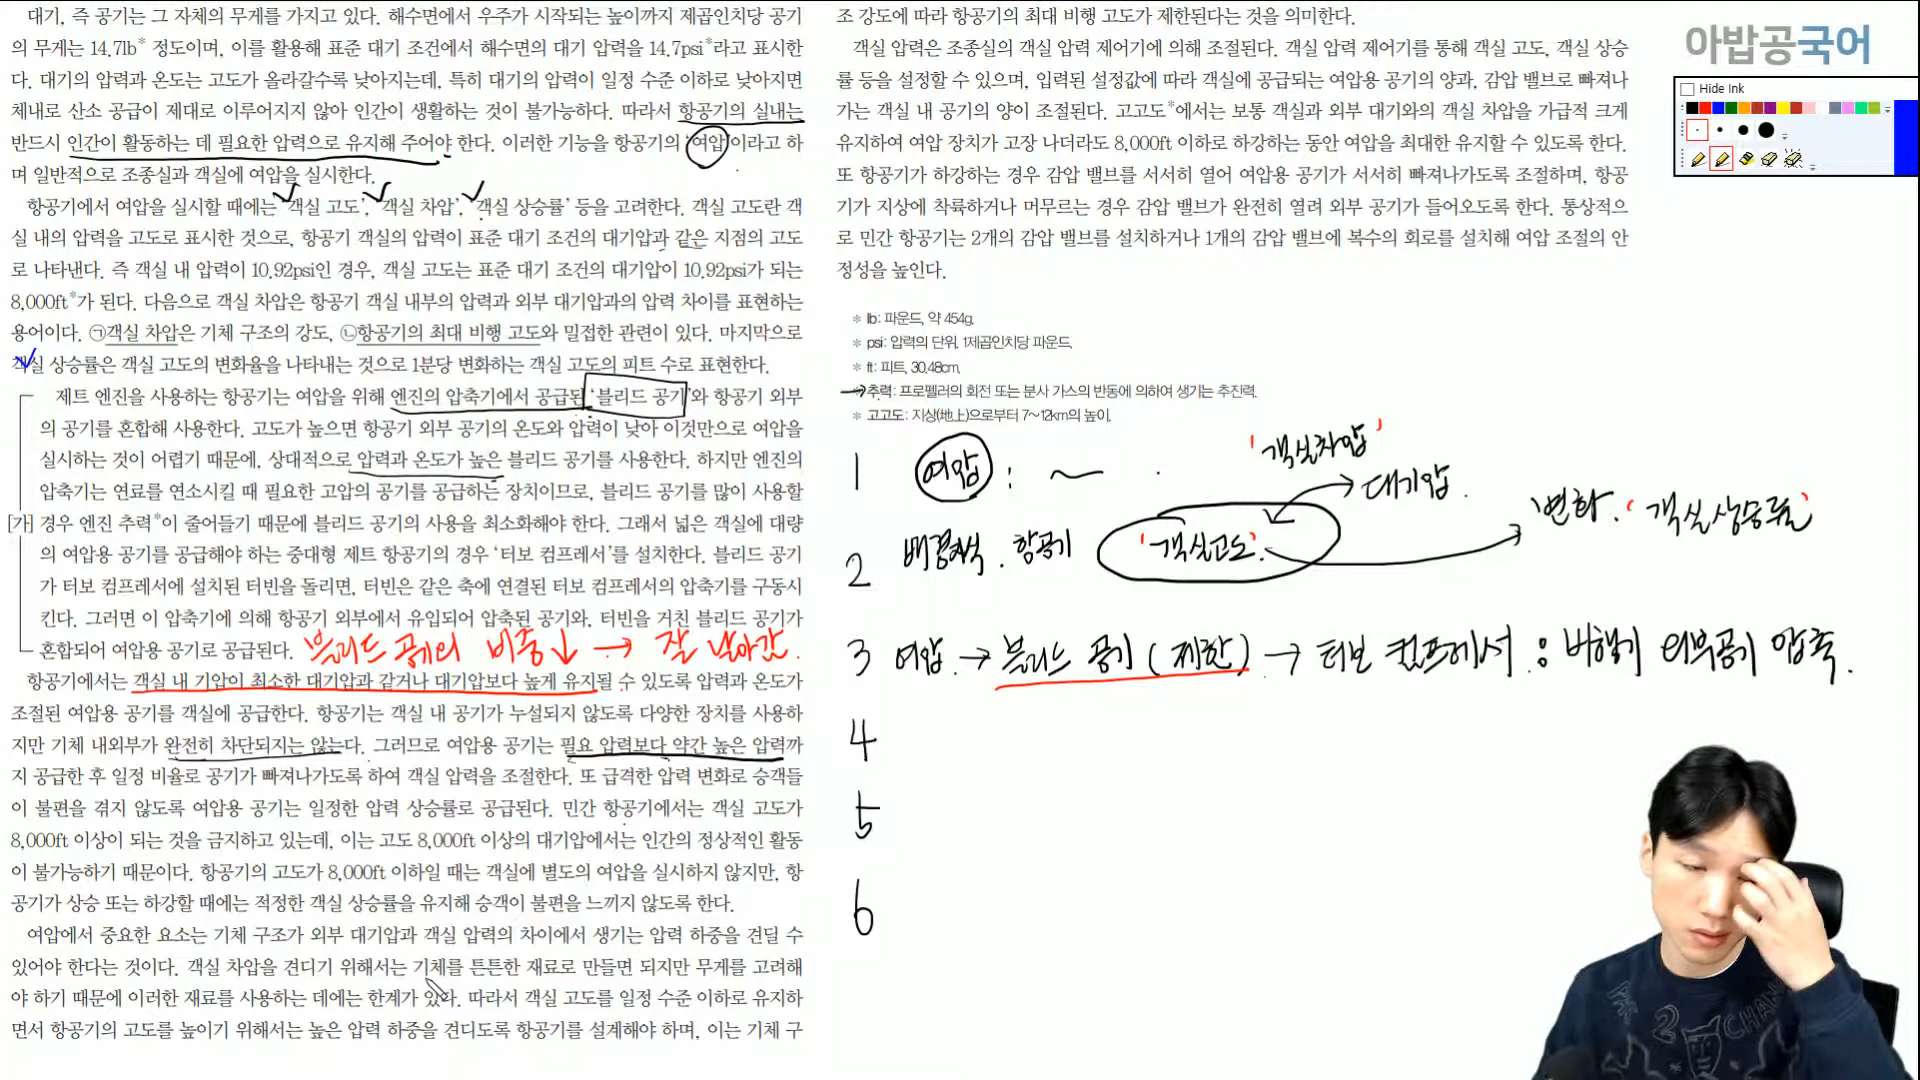 대기, 즉 공기는 그 자체의 무게를 가지고 있다. 해수면에서 우주가 시작되는 높이까지 제곱인치당 공기
의 무게는 14.7lb* 정도이며, 이를 활용해 표준 대기 조건에서 해수면의 대기 압력을 14.7psi*라고 표시한
다. 대기의 압력과 온도는 고도가 올라갈수록 낮아지는데, 특히 대기의 압력이 일정 수준 이하로 낮아지면
체내로 산소 공급이 제대로 이루어지지 않아 인간이 생활하는 것이 불가능하다. 따라서 항공기의 실내는
반드시 인간이 활동하는 데 필요한 압력으로 유지해 주어야 한다. 이러한 기능을 항공기의 '여압'이라고 하
며 일반적으로 조종실과 객실에 여압을 실시한다.
항공기에서 여압을 실시할 때에는 '객실 고도', '객실 차압', '객실 상승률' 등을 고려한다. 객실 고도란 객
실 내의 압력을 고도로 표시한 것으로, 항공기 객실의 압력이 표준 대기 조건의 대기압과 같은 지점의 고도
로 나타낸다. 즉 객실 내 압력이 10.92psi인 경우, 객실 고도는 표준 대기 조건의 대기압이 10.92psi가 되는
8,000ft*가 된다. 다음으로 객실 차압은 항공기 객실 내부의 압력과 외부 대기압과의 압력 차이를 표현하는
용어이다. ㉠객실 차압은 기체 구조의 강도, ㉡항공기의 최대 비행 고도와 밀접한 관련이 있다. 마지막으로
객실 상승률은 객실 고도의 변화율을 나타내는 것으로 1분당 변화하는 객실 고도의 피트 수로 표현한다.
제트 엔진을 사용하는 항공기는 여압을 위해 엔진의 압축기에서 공급된 '블리드 공기'와 항공기 외부
의 공기를 혼합해 사용한다. 고도가 높으면 항공기 외부 공기의 온도와 압력이 낮아 이것만으로 여압을
실시하는 것이 어렵기 때문에, 상대적으로 압력과 온도가 높은 블리드 공기를 사용한다. 하지만 엔진의
압축기는 연료를 연소시킬 때 필요한 고압의 공기를 공급하는 장치이므로, 블리드 공기를 많이 사용할
[가] 경우 엔진 추력*이 줄어들기 때문에 블리드 공기의 사용을 최소화해야 한다. 그래서 넓은 객실에 대량
의 여압용 공기를 공급해야 하는 중대형 제트 항공기의 경우 '터보 컴프레서'를 설치한다. 블리드 공기
가 터보 컴프레서에 설치된 터빈을 돌리면, 터빈은 같은 축에 연결된 터보 컴프레서의 압축기를 구동시
킨다. 그러면 이 압축기에 의해 항공기 외부에서 유입되어 압축된 공기와, 터빈을 거친 블리드 공기가
혼합되어 여압용 공기로 공급된다. 블리드 공기의 비중↓ → 잘 날아감.
항공기에서는 객실 내 기압이 최소한 대기압과 같거나 대기압보다 높게 유지될 수 있도록 압력과 온도가
조절된 여압용 공기를 객실에 공급한다. 항공기는 객실 내 공기가 누설되지 않도록 다양한 장치를 사용하
지만 기체 내외부가 완전히 차단되지는 않는다. 그러므로 여압용 공기는 필요 압력보다 약간 높은 압력까
지 공급한 후 일정 비율로 공기가 빠져나가도록 하여 객실 압력을 조절한다. 또 급격한 압력 변화로 승객들
이 불편을 겪지 않도록 여압용 공기는 일정한 압력 상승률로 공급된다. 민간 항공기에서는 객실 고도가
8,000ft 이상이 되는 것을 금지하고 있는데, 이는 고도 8,000ft 이상의 대기압에서는 인간의 정상적인 활동
이 불가능하기 때문이다. 항공기의 고도가 8,000ft 이하일 때는 객실에 별도의 여압을 실시하지 않지만, 항
공기가 상승 또는 하강할 때에는 적정한 객실 상승률을 유지해 승객이 불편을 느끼지 않도록 한다.
여압에서 중요한 요소는 기체 구조가 외부 대기압과 객실 압력의 차이에서 생기는 압력 하중을 견딜 수
있어야 한다는 것이다. 객실 차압을 견디기 위해서는 기체를 튼튼한 재료로 만들면 되지만 무게를 고려해
야 하기 때문에 이러한 재료를 사용하는 데에는 한계가 있다. 따라서 객실 고도를 일정 수준 이하로 유지하
면서 항공기의 고도를 높이기 위해서는 높은 압력 하중을 견디도록 항공기를 설계해야 하며, 이는 기체 구
조 강도에 따라 항공기의 최대 비행 고도가 제한된다는 것을 의미한다.
객실 압력은 조종실의 객실 압력 제어기에 의해 조절된다. 객실 압력 제어기를 통해 객실 고도, 객실 상승
률 등을 설정할 수 있으며, 입력된 설정값에 따라 객실에 공급되는 여압용 공기의 양과, 감압 밸브로 빠져나
가는 객실 내 공기의 양이 조절된다. 고고도*에서는 보통 객실과 외부 대기와의 객실 차압을 가급적 크게
유지하여 여압 장치가 고장 나더라도 8,000ft 이하로 하강하는 동안 여압을 최대한 유지할 수 있도록 한다.
또 항공기가 하강하는 경우 감압 밸브를 서서히 열어 여압용 공기가 서서히 빠져나가도록 조절하며, 항공
기가 지상에 착륙하거나 머무르는 경우 감압 밸브가 완전히 열려 외부 공기가 들어오도록 한다. 통상적으
로 민간 항공기는 2개의 감압 밸브를 설치하거나 1개의 감압 밸브에 복수의 회로를 설치해 여압 조절의 안
정성을 높인다.
* lb: 파운드, 약 454g.
* psi: 압력의 단위, 1제곱인치당 파운드.
* ft: 피트, 30.48cm.
* 추력: 프로펠러의 회전 또는 분사 가스의 반동에 의하여 생기는 추진력.
* 고고도: 지상(地上)으로부터 7~12km의 높이.
1 여압 : ~ '객실차압' 대기압.
2 배경지식. 항공기 '객실고도'. 변화. '객실상승률'
3 여압 → 블리드 공기 (제한) → 터보 컴프레서 : 비행기 외부공기 압축.
4
5
6
아밥공국어
Hide Ink